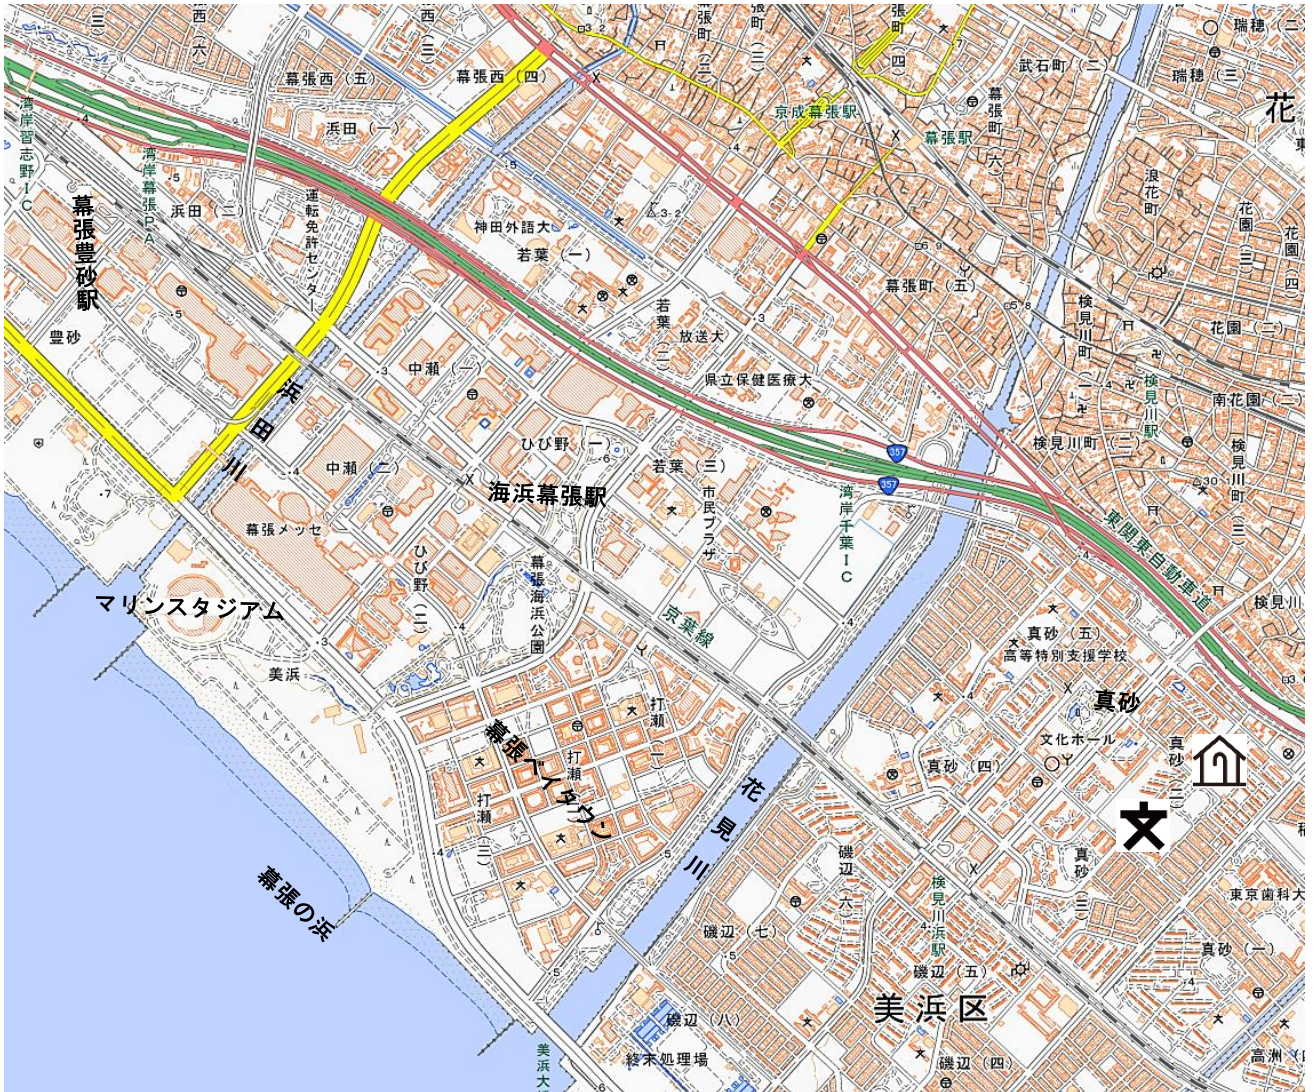 幕張西（五）
幕張西（四）
浜田（一）
湾岸習志野ＩＣ
湾岸幕張ＰＡ
浜田（二）
運転免許センター
幕張豊砂駅
豊砂
神田外語大
若葉（一）
若葉（二）
放送大
県立保健医療大
京成幕張駅
幕張駅
武石町（二）
幕張町（六）
幕張町（五）
瑞穂（二）
瑞穂（三）
花
浪花町
花園（三）
花園（四）
花園（二）
南花園（二）
検見川町（一）
検見川駅
検見川町（二）
検見川町（三）
中瀬（一）
浜田川
ひび野（一）
若葉（三）
中瀬（二）
海浜幕張駅
市民プラザ
357
357
湾岸千葉ＩＣ
東関東自動車道
幕張メッセ
ひび野（二）
幕張海浜公園
マリンスタジアム
京葉線
美浜
検見川
真砂（五）
高等特別支援学校
真砂
文化ホール
真砂（四）
真砂（二）
真砂（三）
幕張ベイタウン
打瀬（一）
打瀬（二）
打瀬（三）
花見川
幕張の浜
磯辺（六）
検見川浜駅
磯辺（七）
磯辺（五）
東京歯科大
真砂（一）
美浜区
磯辺（八）
終末処理場
磯辺（四）
美浜大
高洲